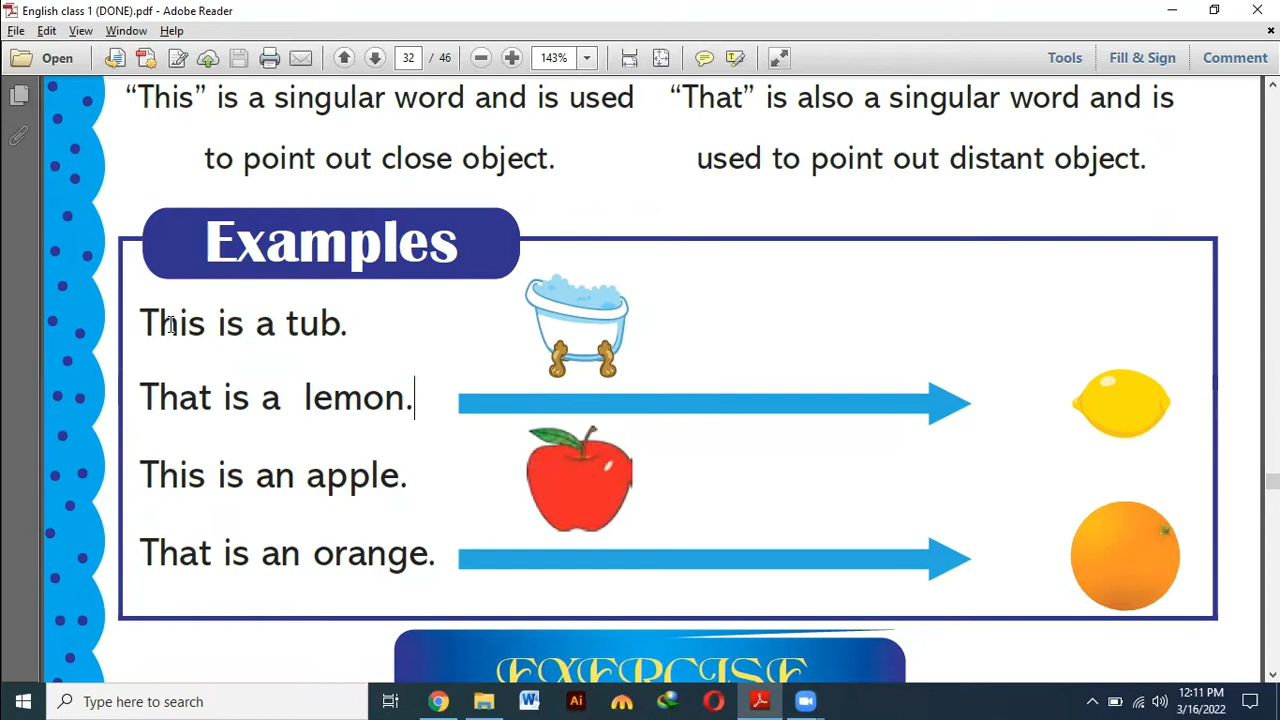 English class 1 (DONE).pdf - Adobe Reader
File Edit View Window Help
Open 32 / 46 143% Tools Fill & Sign Comment
“This” is a singular word and is used
to point out close object.
“That” is also a singular word and is
used to point out distant object.
Examples
This is a tub.
That is a lemon.
This is an apple.
That is an orange.
EXERCISE
Type here to search
12:11 PM
3/16/2022